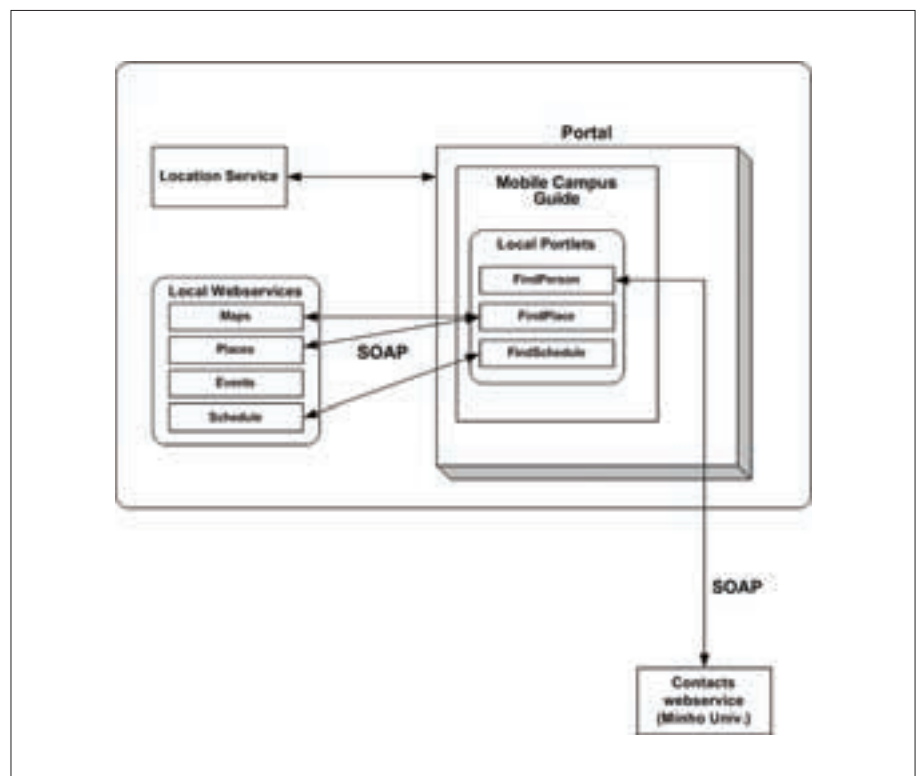 Portal
Location Service
Mobile Campus
Guide
Local Portlets
FindPerson
FindPlace
FindSchedule
Local Webservices
Maps
Places
Events
Schedule
SOAP
SOAP
Contacts
webservice
(Minho Univ.)